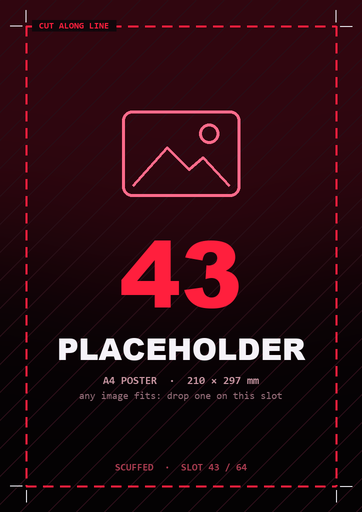 CUT ALONG LINE
43
PLACEHOLDER
A4 POSTER · 210 × 297 mm
any image fits: drop one on this slot
SCUFFED · SLOT 43 / 64